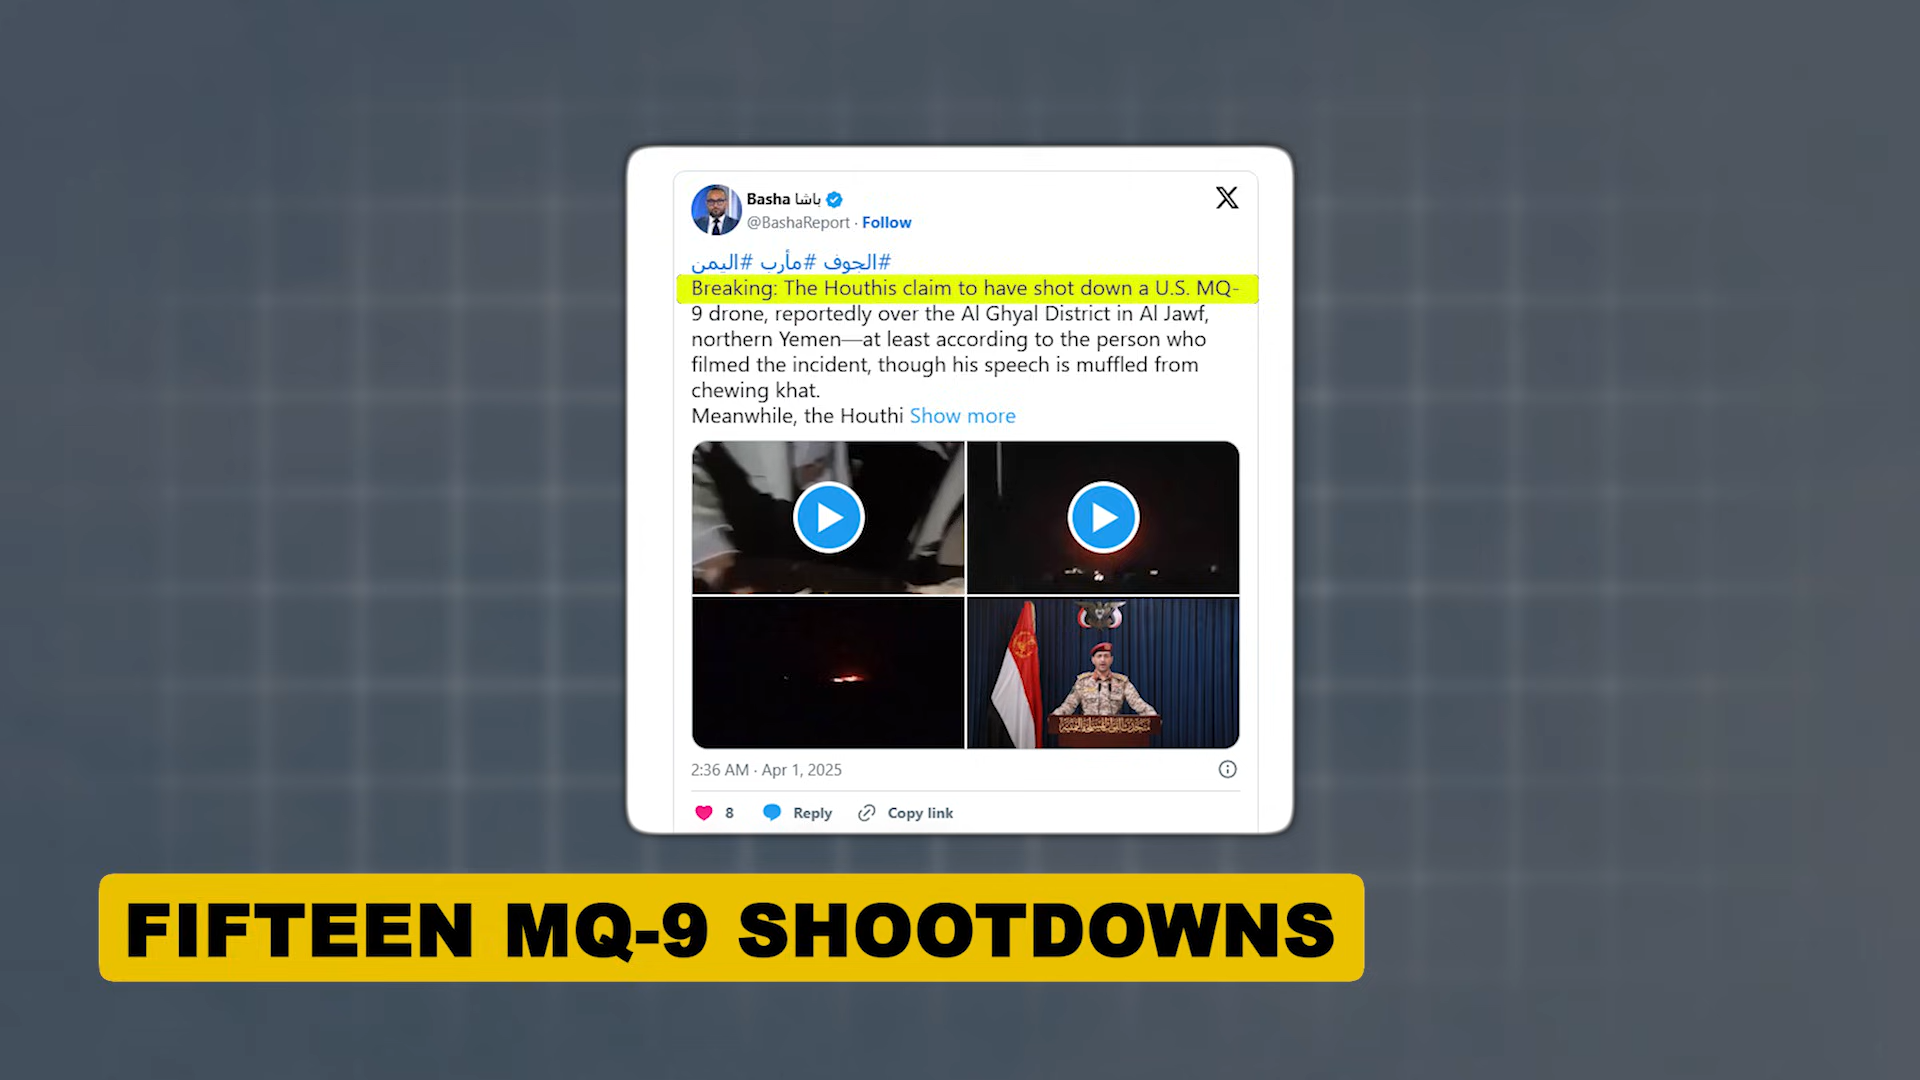 Basha باشا
@BashaReport · Follow
#الجوف #مأرب #اليمن
Breaking: The Houthis claim to have shot down a U.S. MQ-
9 drone, reportedly over the Al Ghyal District in Al Jawf,
northern Yemen—at least according to the person who
filmed the incident, though his speech is muffled from
chewing khat.
Meanwhile, the Houthi Show more
2:36 AM · Apr 1, 2025
8 Reply Copy link
FIFTEEN MQ-9 SHOOTDOWNS